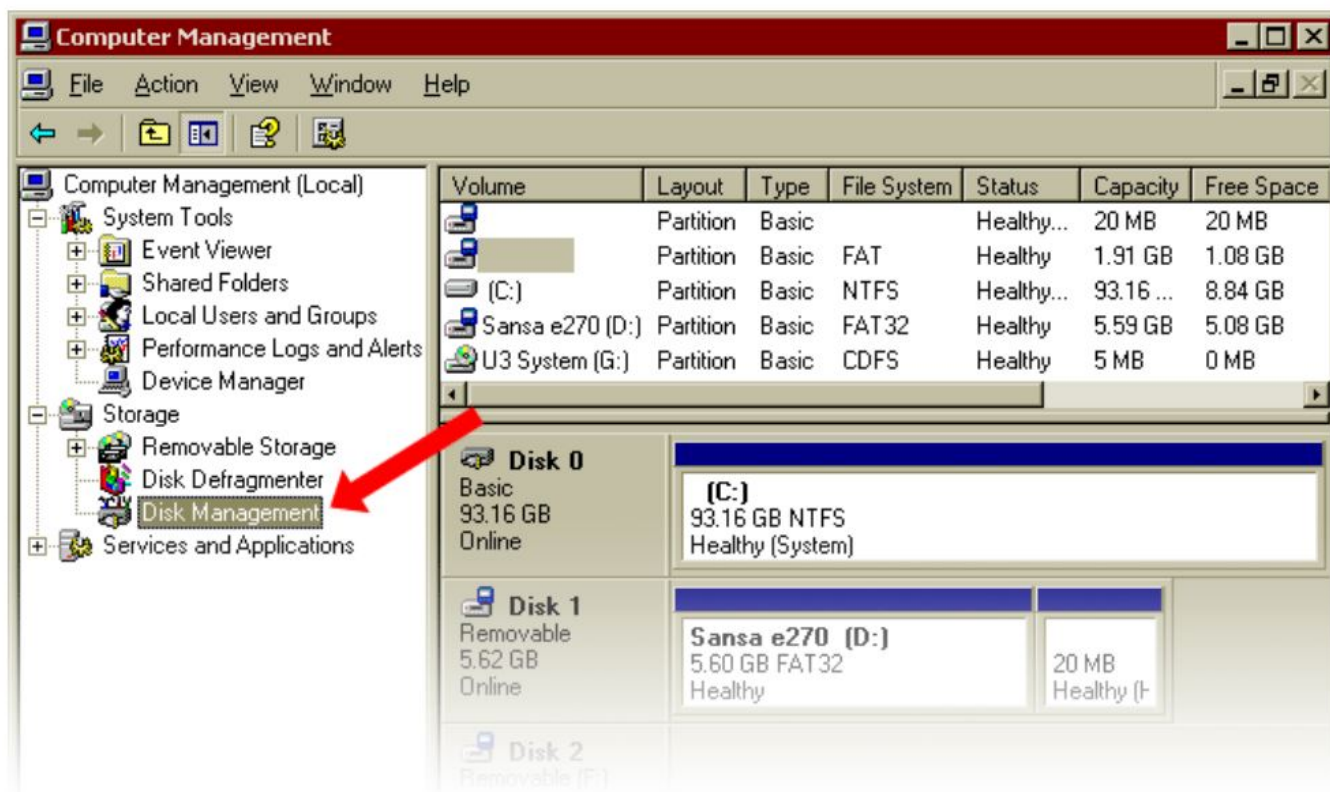 Computer Management
File Action View Window Help
Computer Management (Local)
System Tools
Event Viewer
Shared Folders
Local Users and Groups
Performance Logs and Alerts
Device Manager
Storage
Removable Storage
Disk Defragmenter
Disk Management
Services and Applications
Volume Layout Type File System Status Capacity Free Space
Partition Basic Healthy... 20 MB 20 MB
Partition Basic FAT Healthy 1.91 GB 1.08 GB
(C:) Partition Basic NTFS Healthy... 93.16 ... 8.84 GB
Sansa e270 (D:) Partition Basic FAT32 Healthy 5.59 GB 5.08 GB
U3 System (G:) Partition Basic CDFS Healthy 5 MB 0 MB
Disk 0
Basic
93.16 GB
Online
(C:)
93.16 GB NTFS
Healthy (System)
Disk 1
Removable
5.62 GB
Online
Sansa e270 (D:)
5.60 GB FAT32
Healthy
20 MB
Healthy (H
Disk 2
Removable (F:)